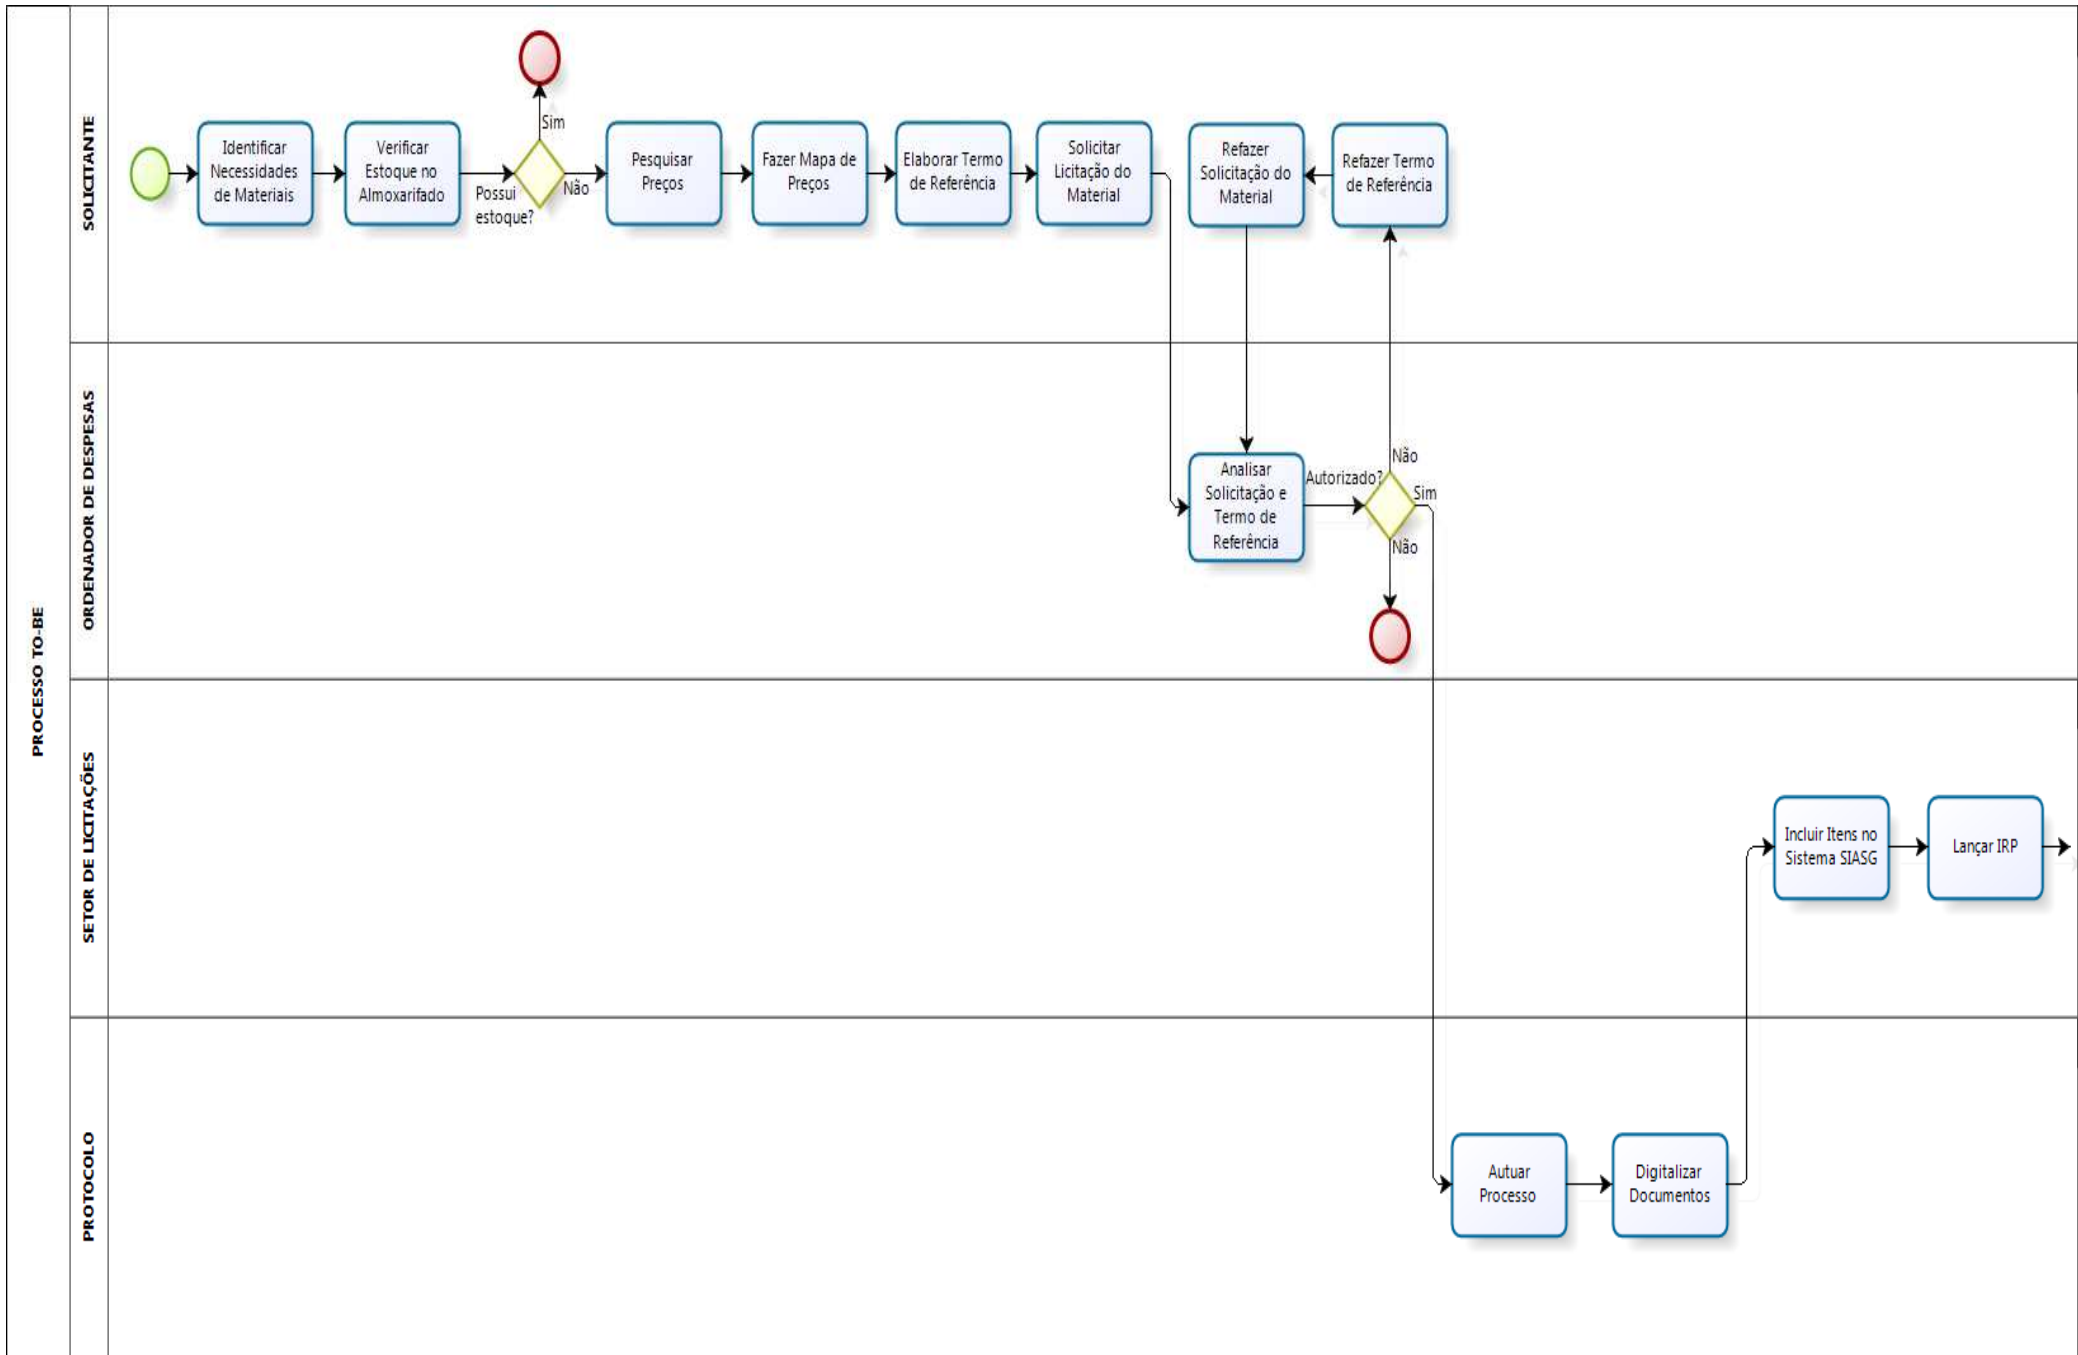 PROCESSO TO-BE
SOLICITANTE
Identificar
Necessidades
de Materiais
Verificar
Estoque no
Almoxarifado
Possui
estoque?
Sim
Não
Pesquisar
Preços
Fazer Mapa de
Preços
Elaborar Termo
de Referência
Solicitar
Licitação do
Material
Refazer
Solicitação do
Material
Refazer Termo
de Referência
ORDENADOR DE DESPESAS
Analisar
Solicitação e
Termo de
Referência
Autorizado?
Não
Sim
Não
SETOR DE LICITAÇÕES
Incluir Itens no
Sistema SIASG
Lançar IRP
PROTOCOLO
Autuar
Processo
Digitalizar
Documentos